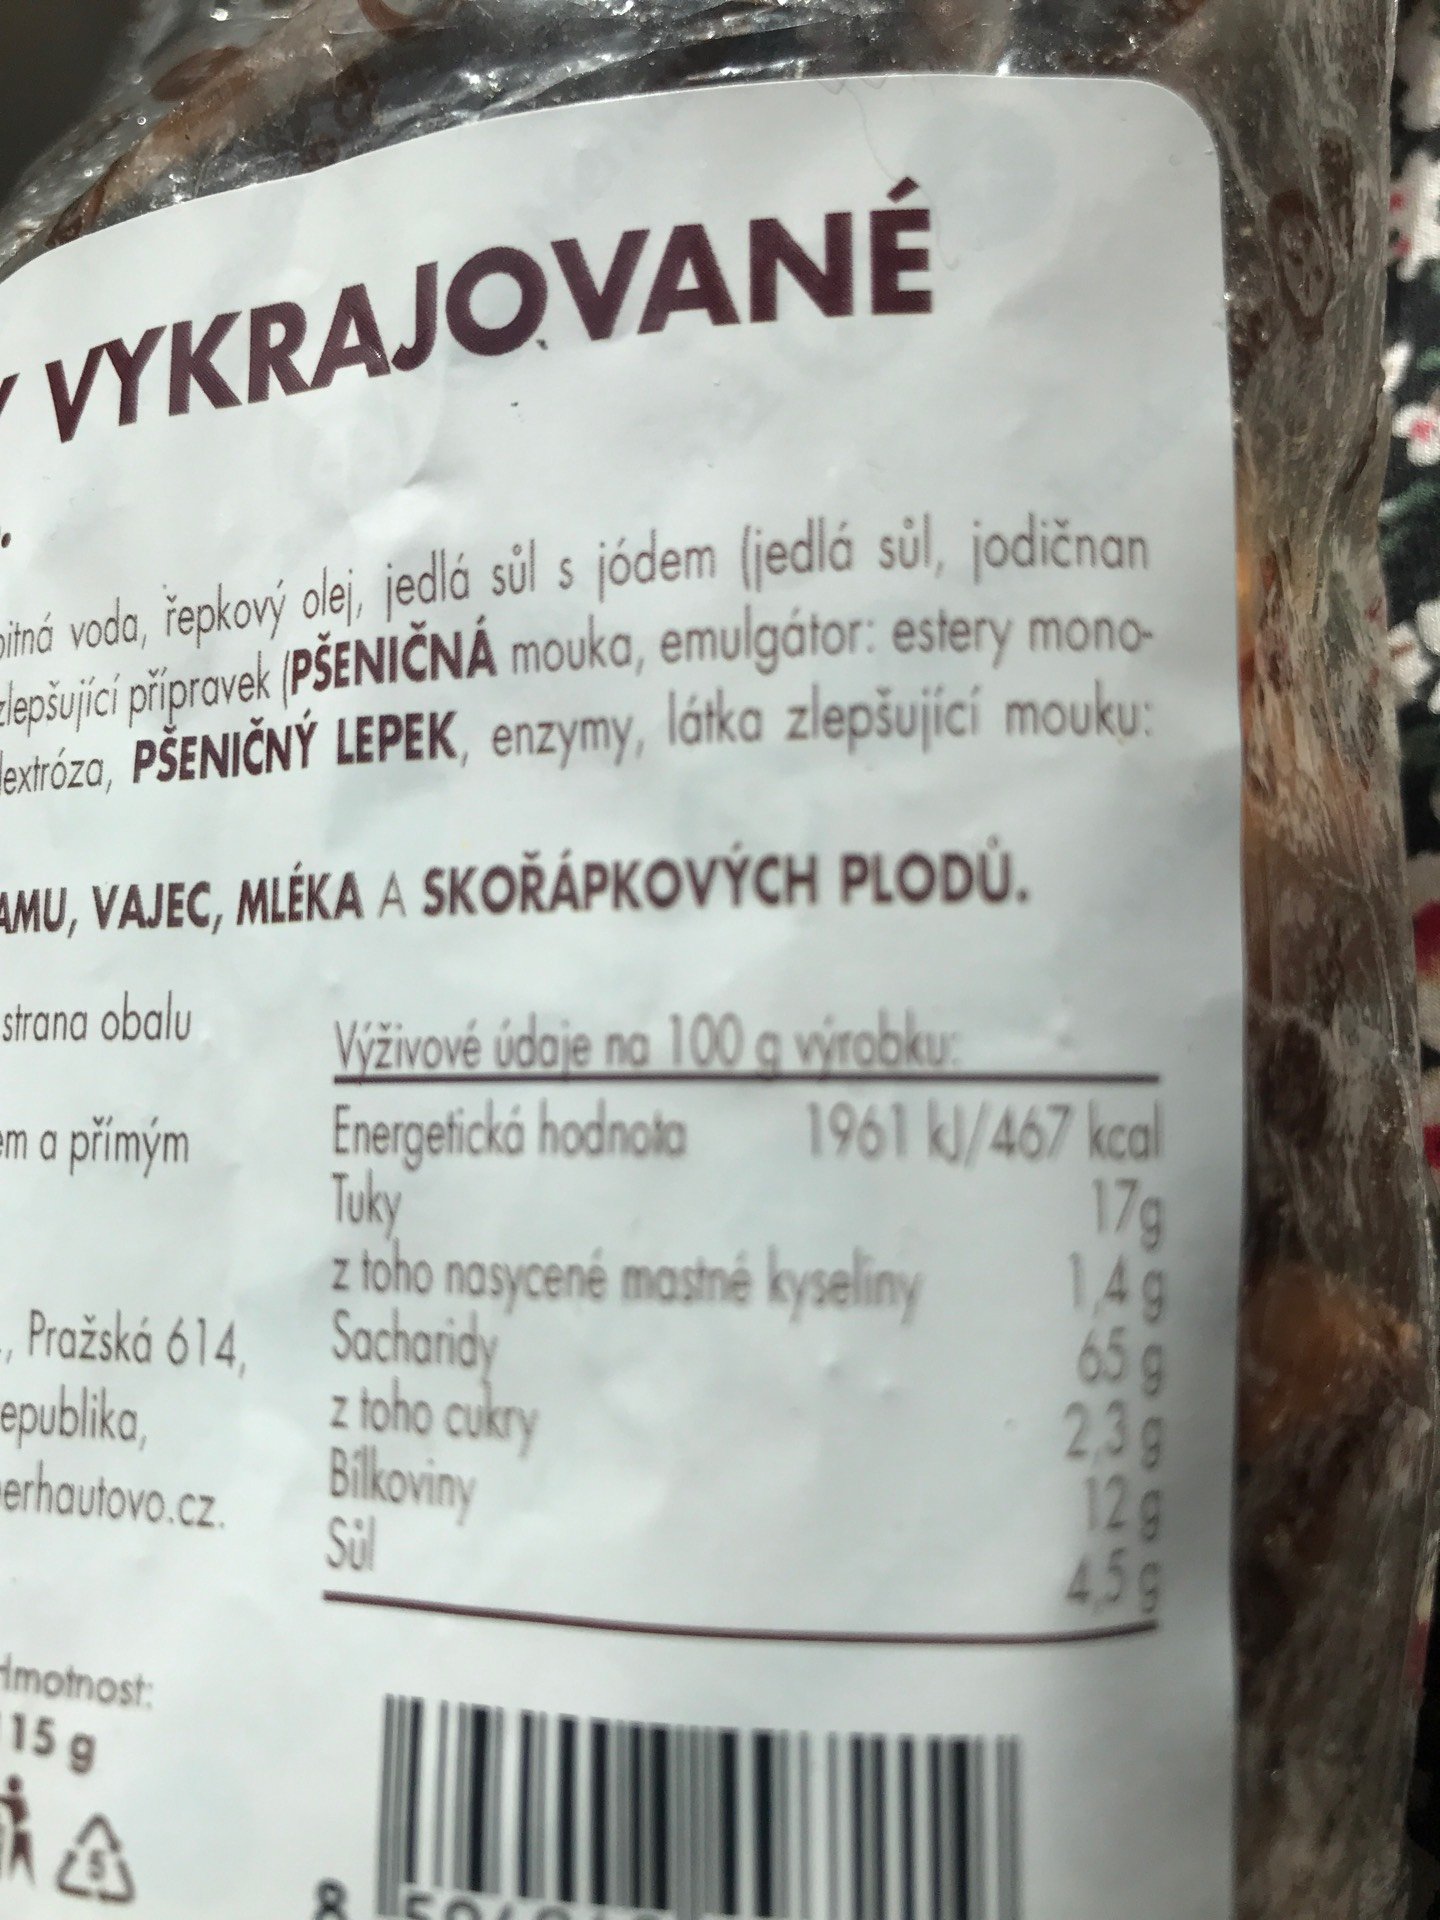 VYKRAJOVANÉ
pitná voda, řepkový olej, jedlá sůl s jódem (jedlá sůl, jodičnan
zlepšující přípravek (PŠENIČNÁ mouka, emulgátor: estery mono-
dextróza, PŠENIČNÝ LEPEK, enzymy, látka zlepšující mouku:
AMU, VAJEC, MLÉKA A SKOŘÁPKOVÝCH PLODŮ.
strana obalu
em a přímým
., Pražská 614,
epublika,
erhautovo.cz.
Hmotnost:
15 g
5
Výživové údaje na 100 g výrobku:
Energetická hodnota 1961 kJ/467 kcal
Tuky 17g
z toho nasycené mastné kyseliny 1,4 g
Sacharidy 65 g
z toho cukry 2,3 g
Bílkoviny 12 g
Sůl 4,5 g